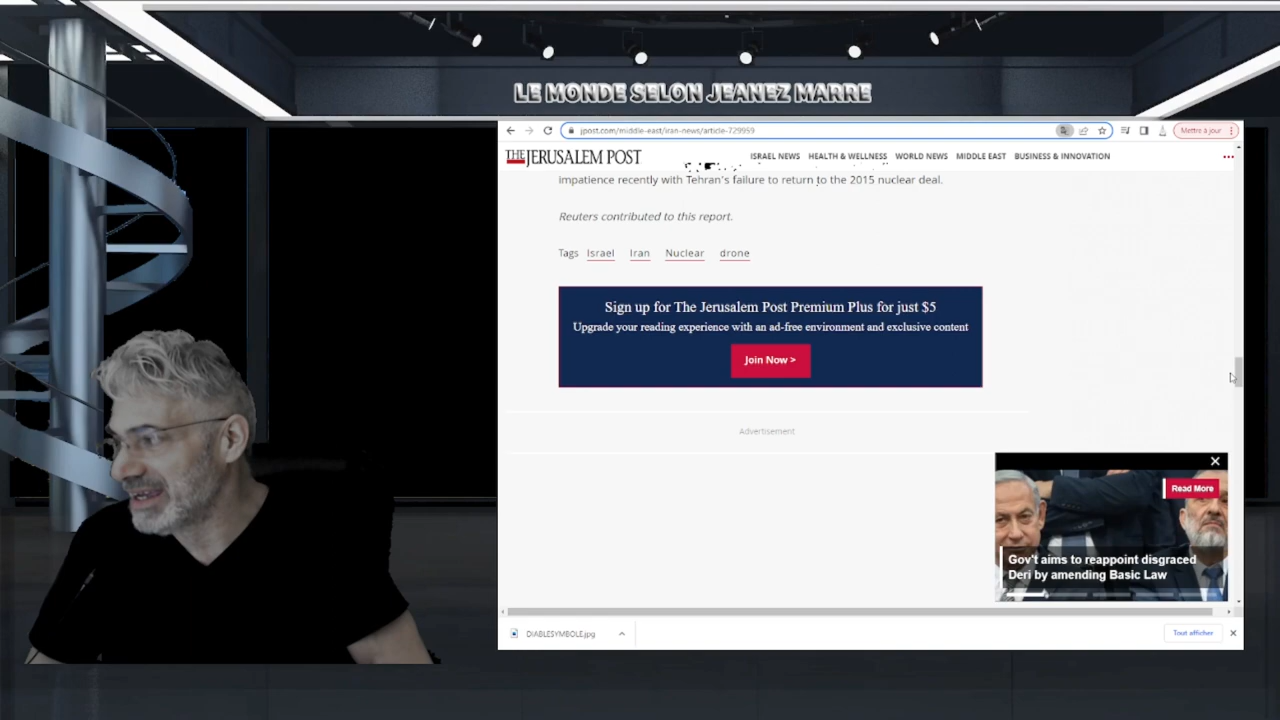 LE MONDE SELON JEANEZ MARRE
jpost.com/middle-east/iran-news/article-729959
Mettre à jour
THE JERUSALEM POST
ISRAEL NEWS HEALTH & WELLNESS WORLD NEWS MIDDLE EAST BUSINESS & INNOVATION
impatience recently with Tehran's failure to return to the 2015 nuclear deal.
Reuters contributed to this report.
Tags Israel Iran Nuclear drone
Sign up for The Jerusalem Post Premium Plus for just $5
Upgrade your reading experience with an ad-free environment and exclusive content
Join Now >
Advertisement
Read More
Gov't aims to reappoint disgraced
Deri by amending Basic Law
DIABLESYMBOLE.jpg
Tout afficher